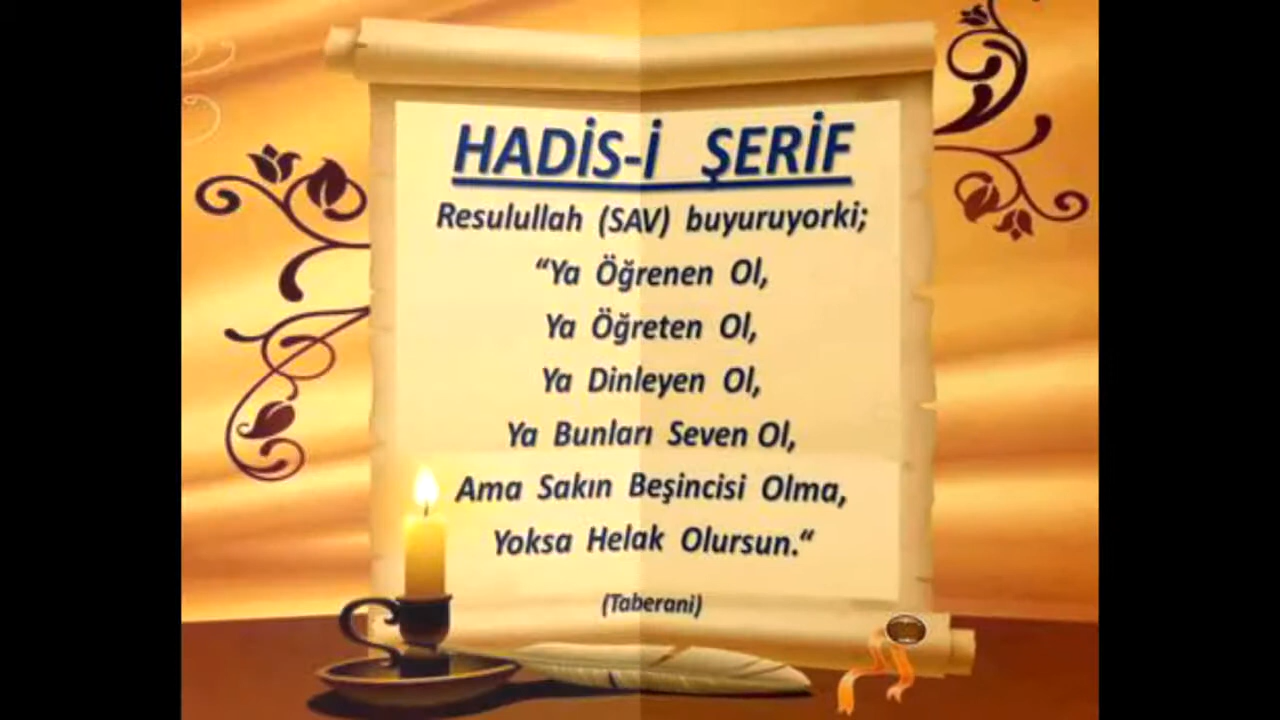 HADİS-İ ŞERİF
Resulullah (SAV) buyuruyorki;
“Ya Öğrenen Ol,
Ya Öğreten Ol,
Ya Dinleyen Ol,
Ya Bunları Seven Ol,
Ama Sakın Beşincisi Olma,
Yoksa Helak Olursun.“
(Taberani)